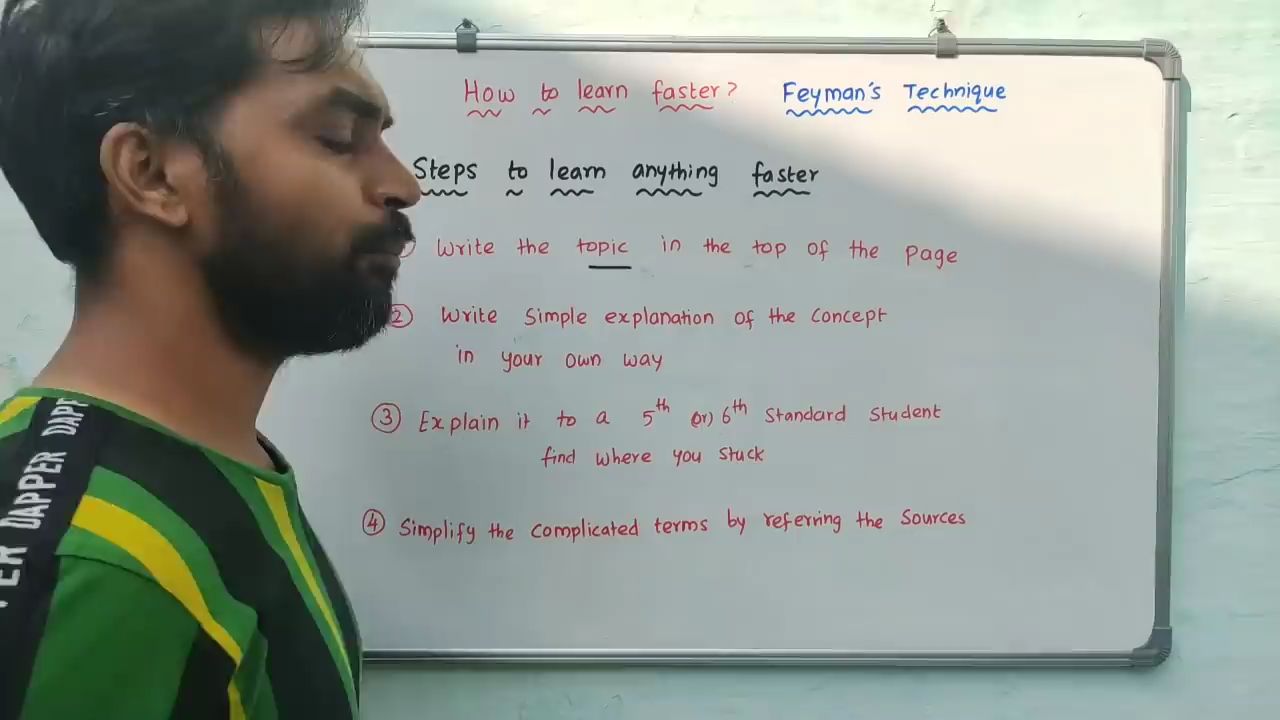 How to learn faster? Feyman's Technique
Steps to learn anything faster
Write the topic in the top of the page
② Write Simple explanation of the concept
in your own way
③ Explain it to a 5th (or) 6th Standard Student
find where you stuck
④ Simplify the complicated terms by referring the Sources
DAPPER DAPP